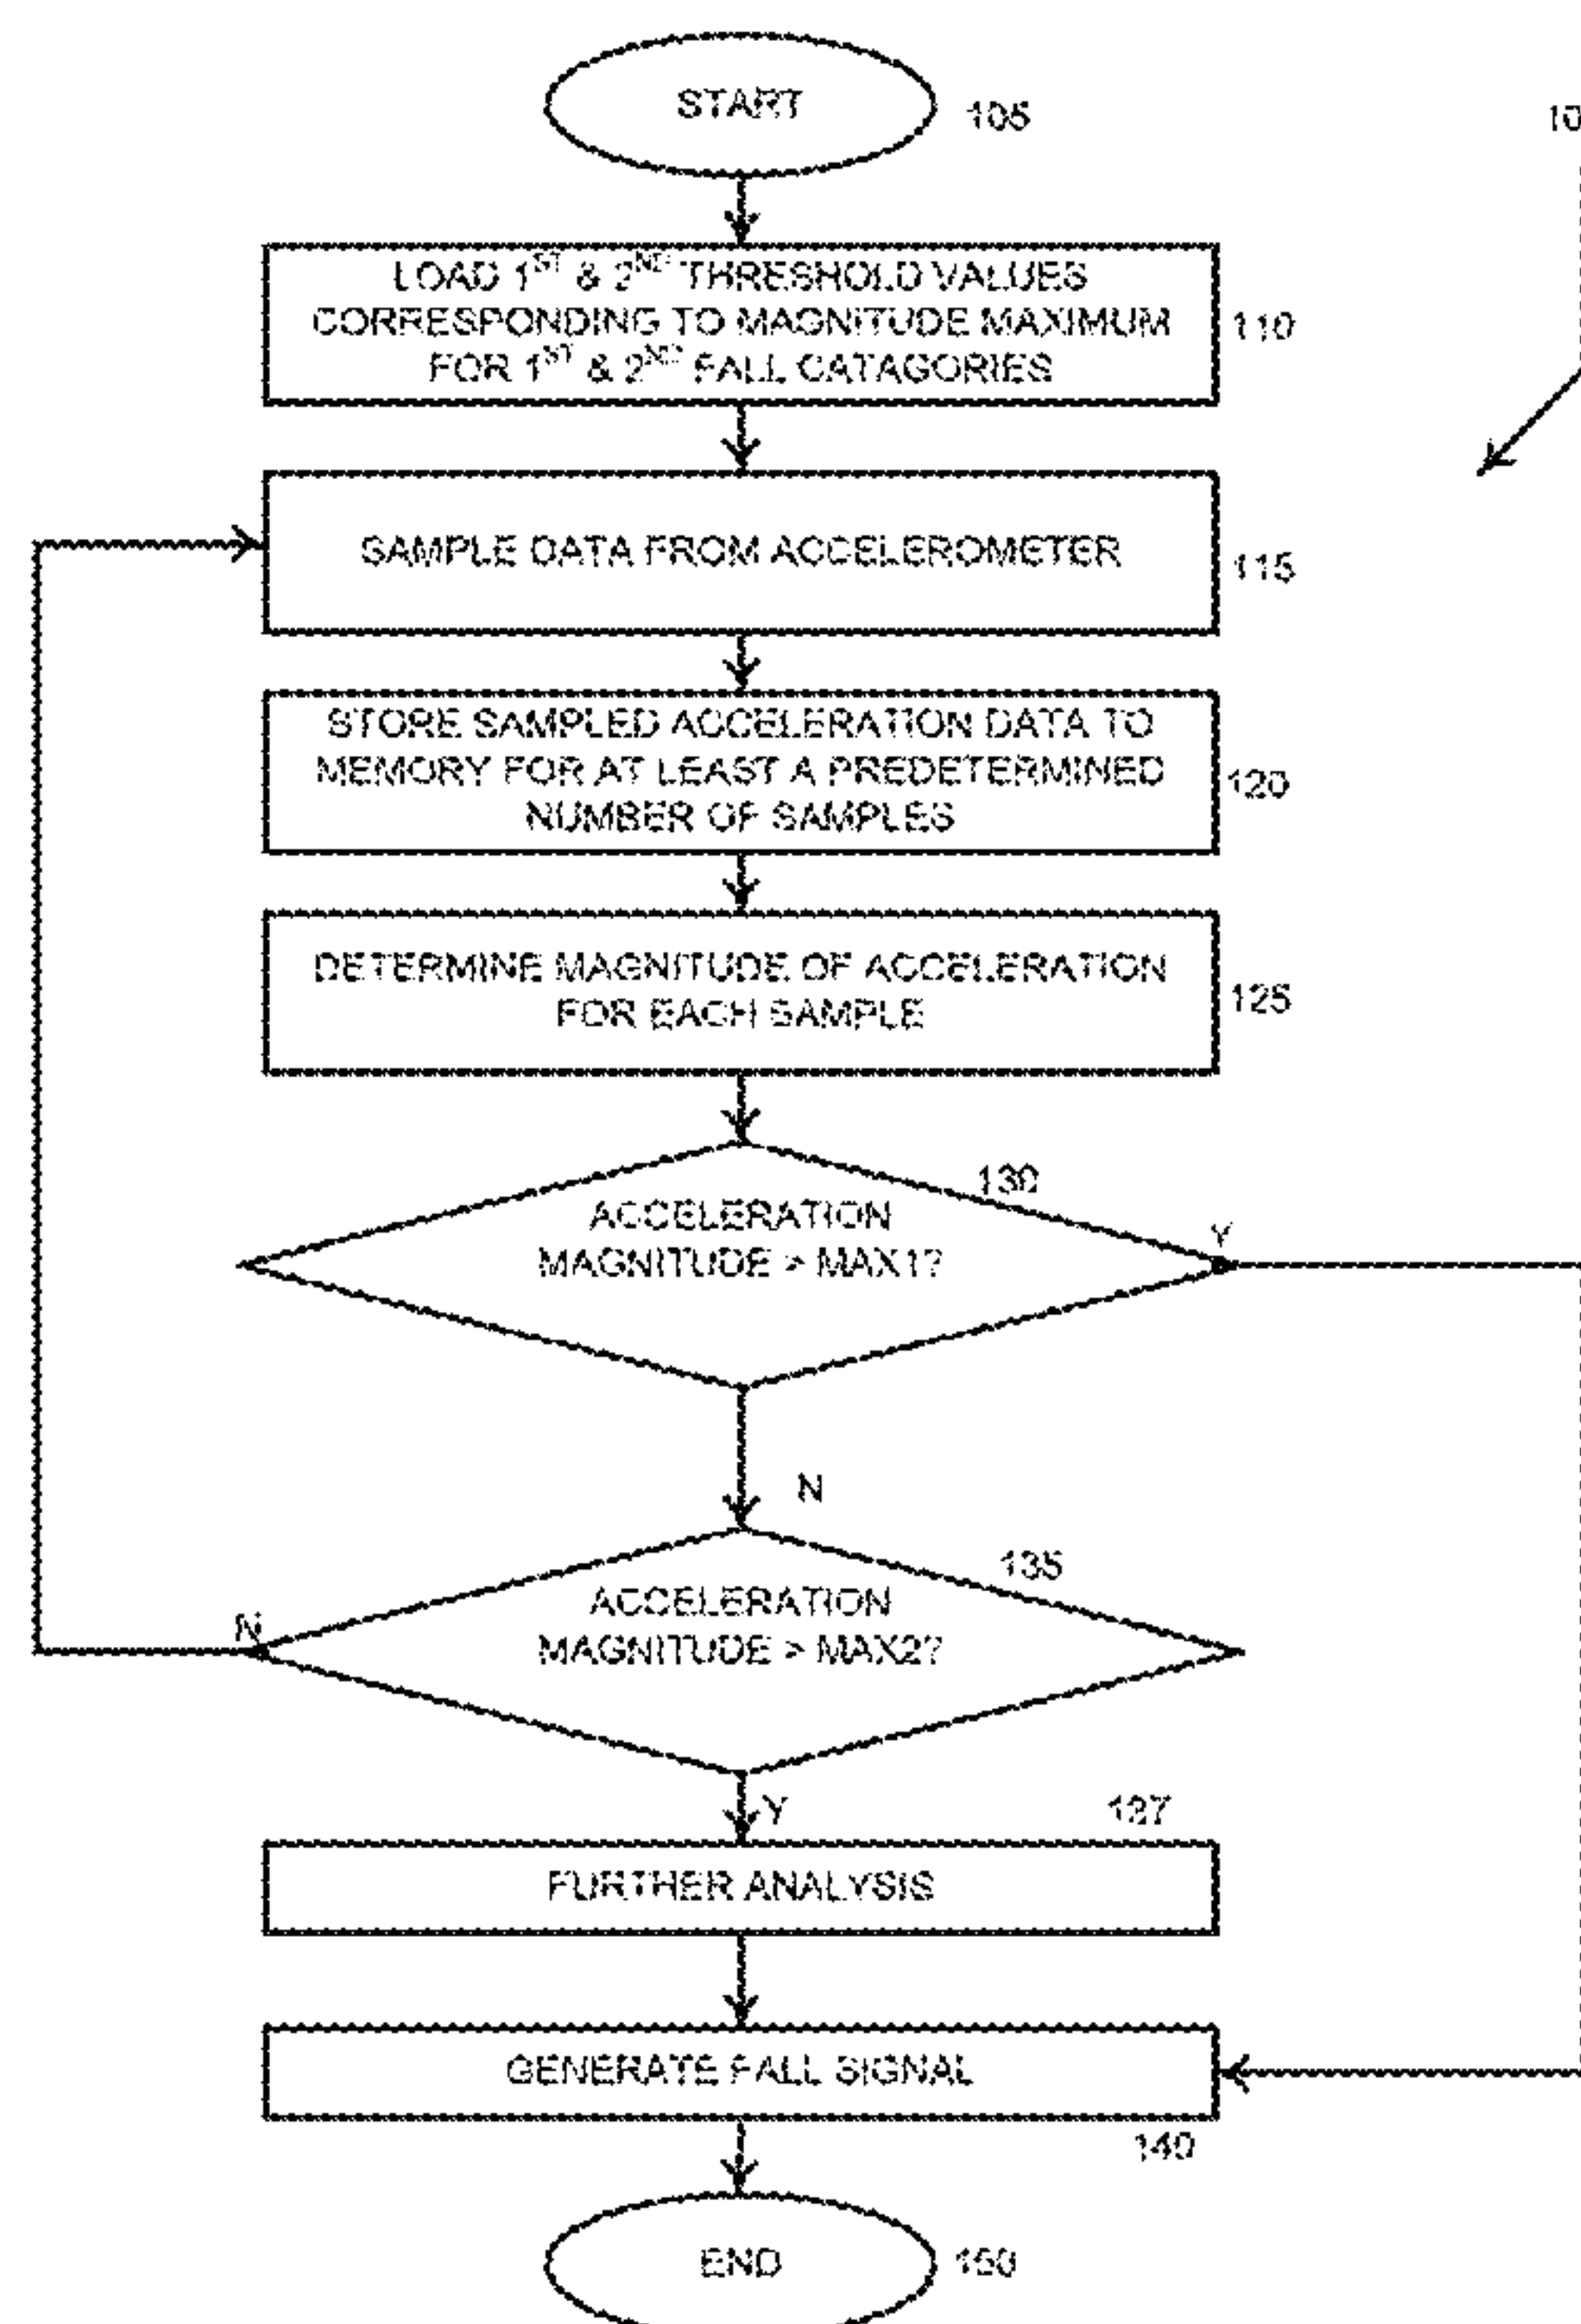 START
105
10
LOAD 1ST & 2ND THRESHOLD VALUES
CORRESPONDING TO MAGNITUDE MAXIMUM
FOR 1ST & 2ND FALL CATAGORIES
110
SAMPLE DATA FROM ACCELEROMETER
115
STORE SAMPLED ACCELERATION DATA TO
MEMORY FOR AT LEAST A PREDETERMINED
NUMBER OF SAMPLES
120
DETERMINE MAGNITUDE OF ACCELERATION
FOR EACH SAMPLE
125
130
ACCELERATION
MAGNITUDE > MAX1?
Y
N
135
ACCELERATION
MAGNITUDE > MAX2?
N
Y
137
FURTHER ANALYSIS
GENERATE FALL SIGNAL
140
END
150